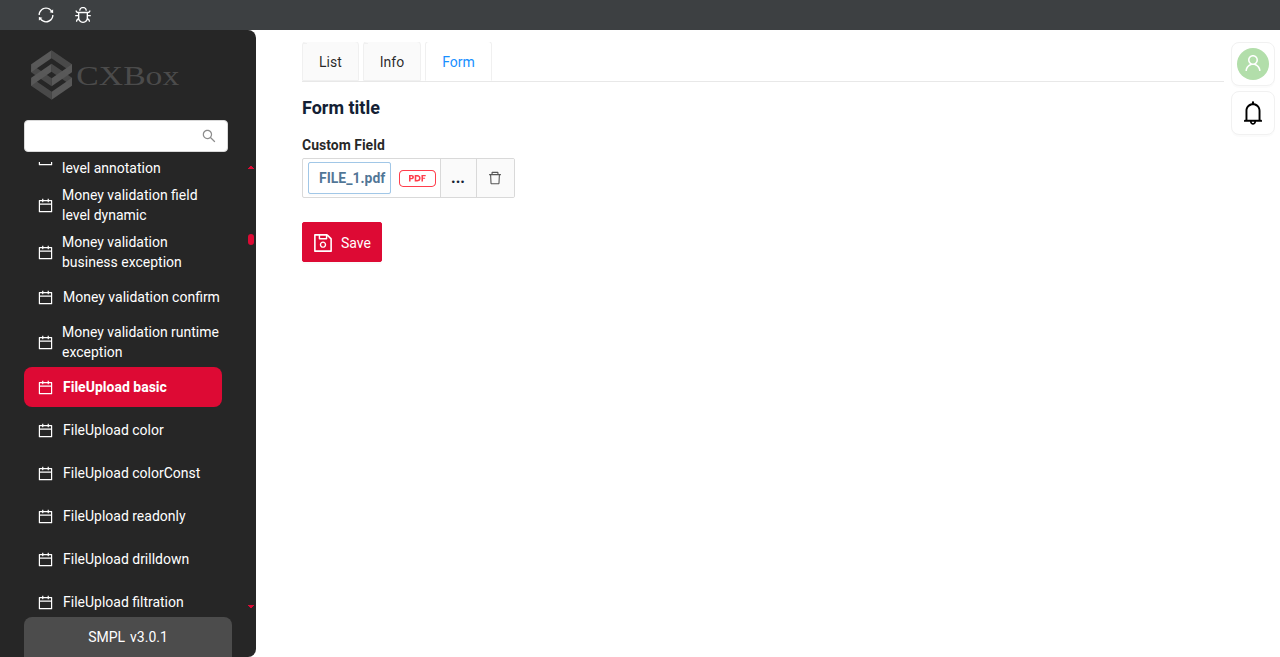 CXBox
level annotation
Money validation field
level dynamic
Money validation
business exception
Money validation confirm
Money validation runtime
exception
FileUpload basic
FileUpload color
FileUpload colorConst
FileUpload readonly
FileUpload drilldown
FileUpload filtration
SMPL v3.0.1
List Info Form
Form title
Custom Field
FILE_1.pdf PDF ...
Save